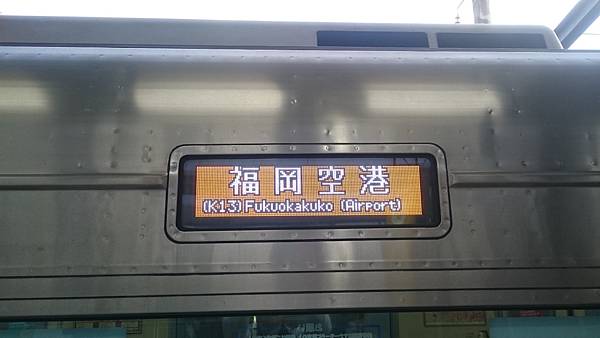 福岡空港
(K13)Fukuokakuko (Airport)